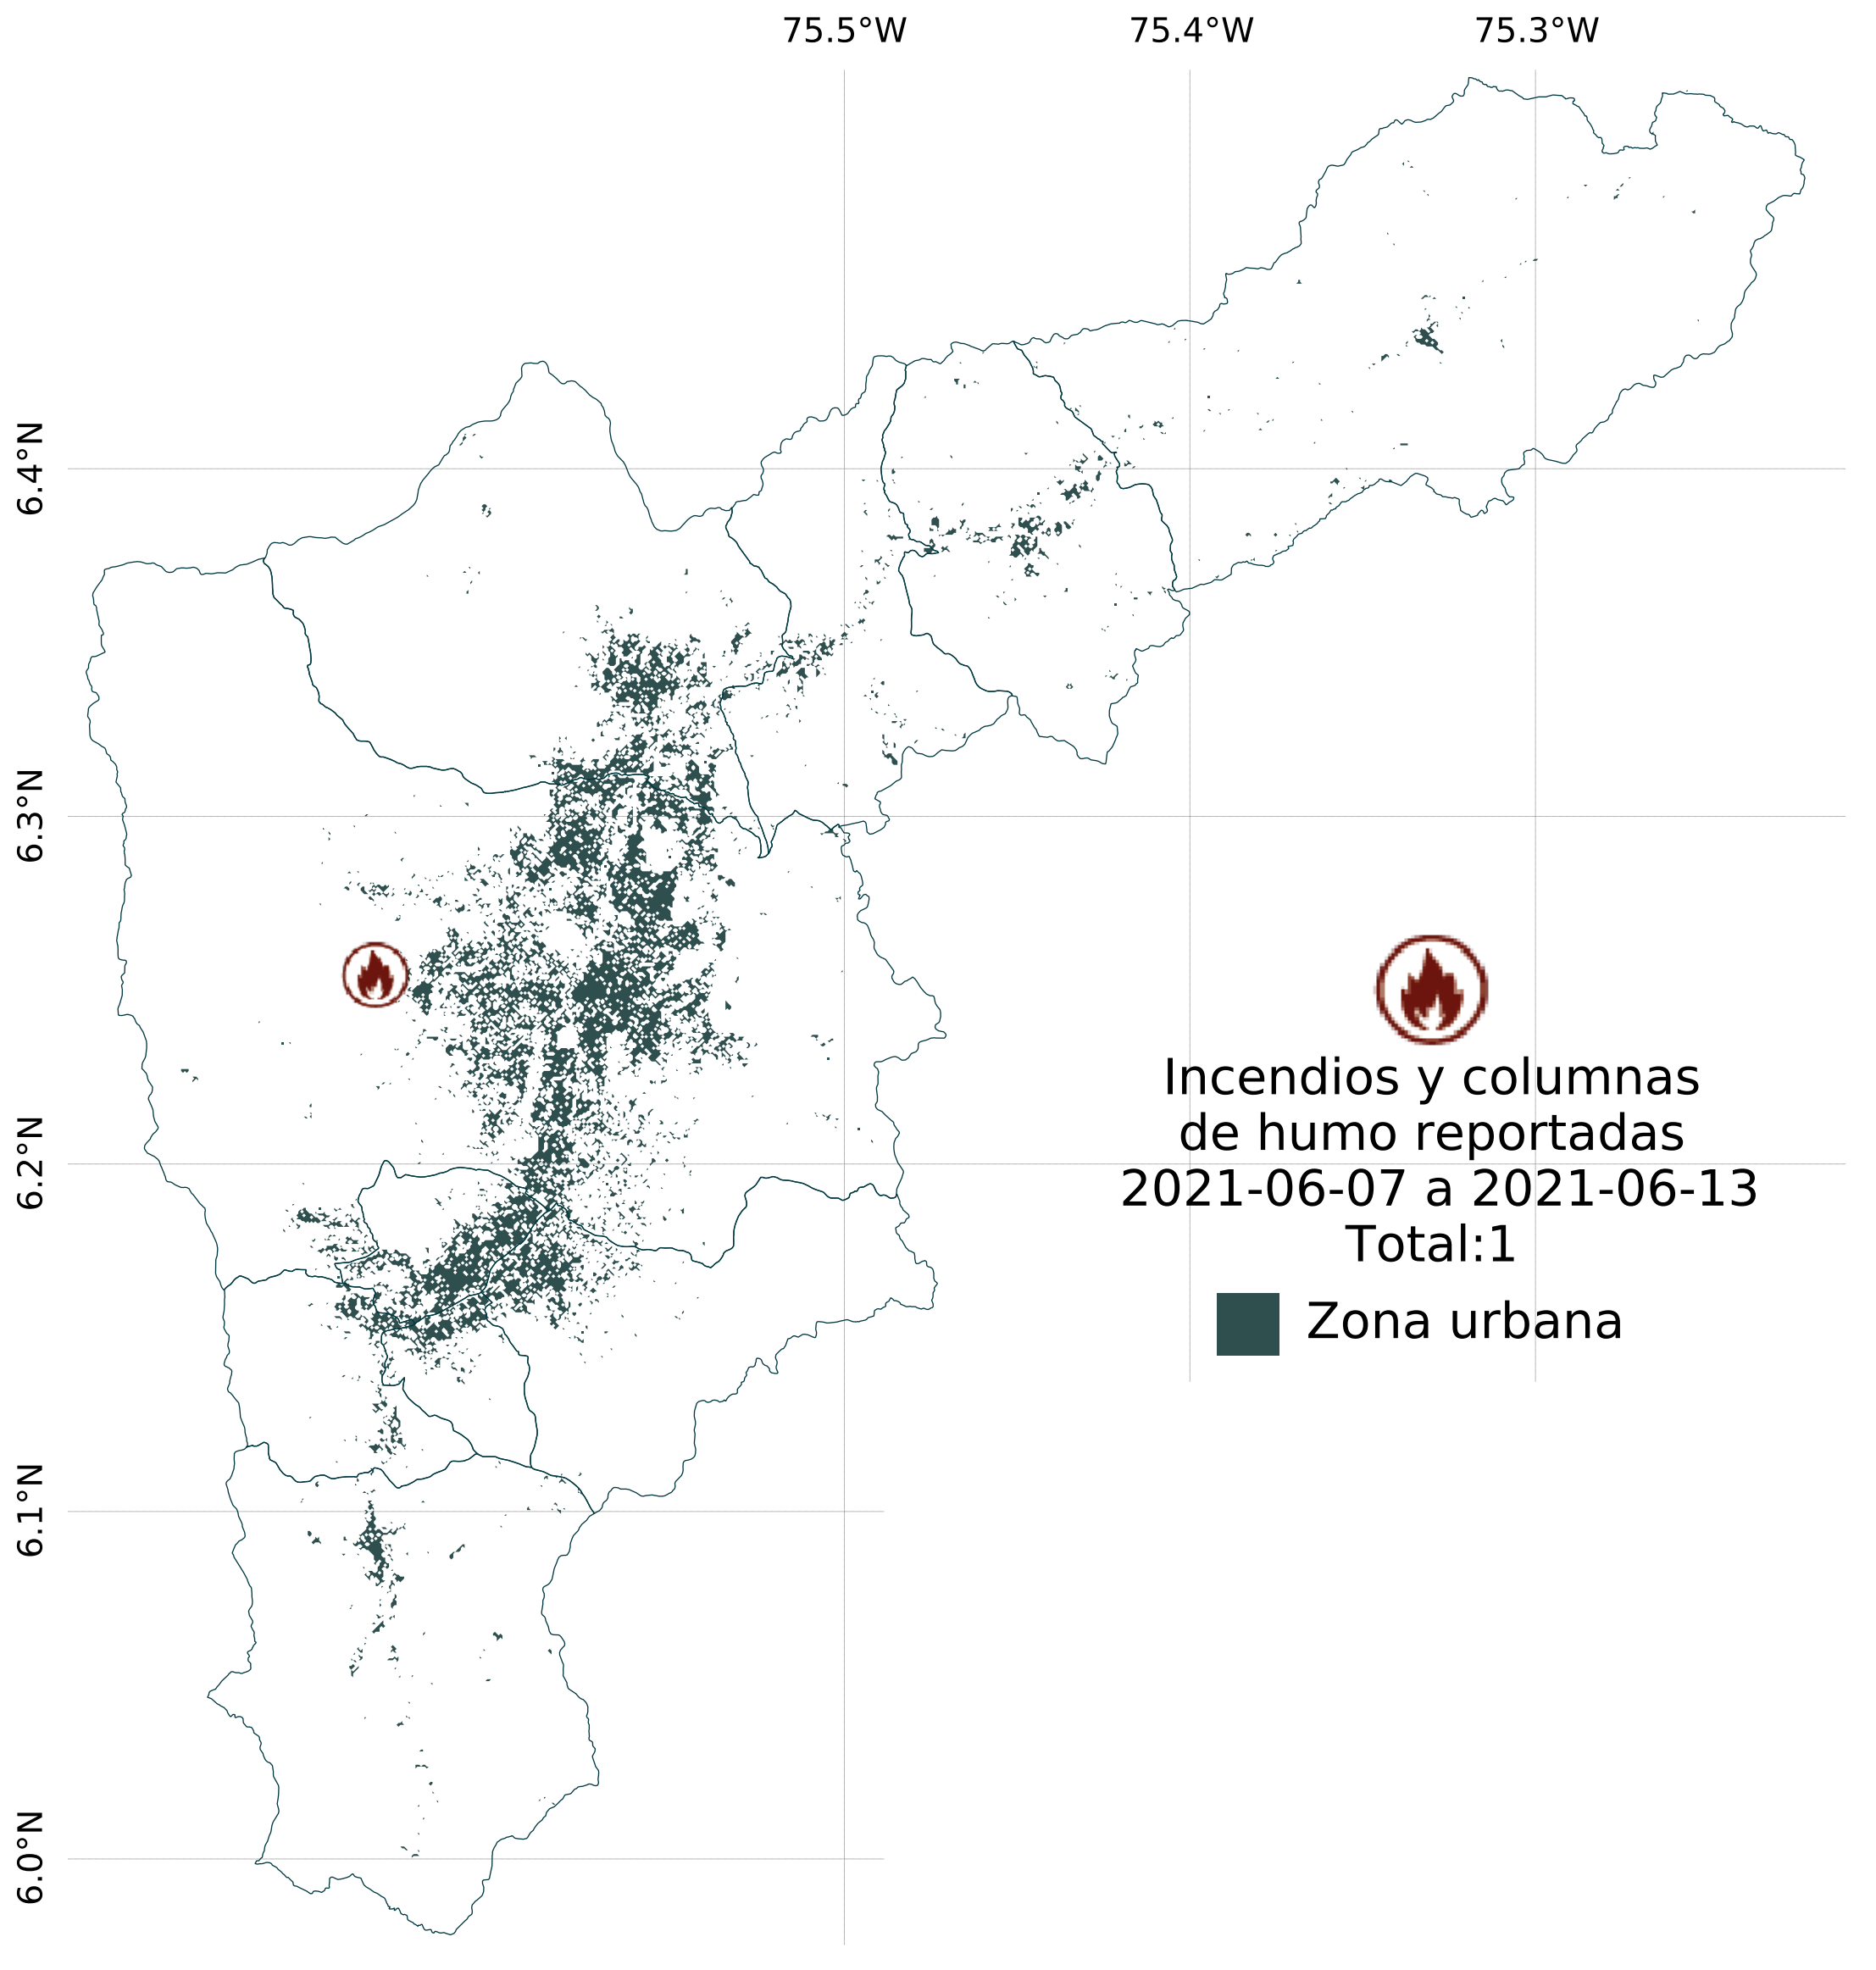 75.5°W 75.4°W 75.3°W
6.4°N
6.3°N
6.2°N
6.1°N
6.0°N
Incendios y columnas
de humo reportadas
2021-06-07 a 2021-06-13
Total:1
Zona urbana